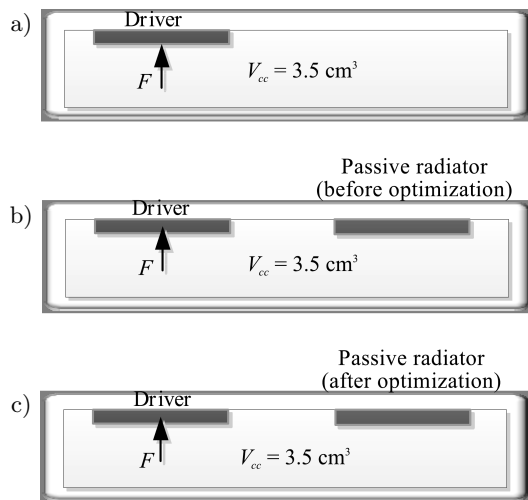 a)
Driver
F
V_cc = 3.5 cm³
Passive radiator
(before optimization)
b)
Driver
F
V_cc = 3.5 cm³
Passive radiator
(after optimization)
c)
Driver
F
V_cc = 3.5 cm³